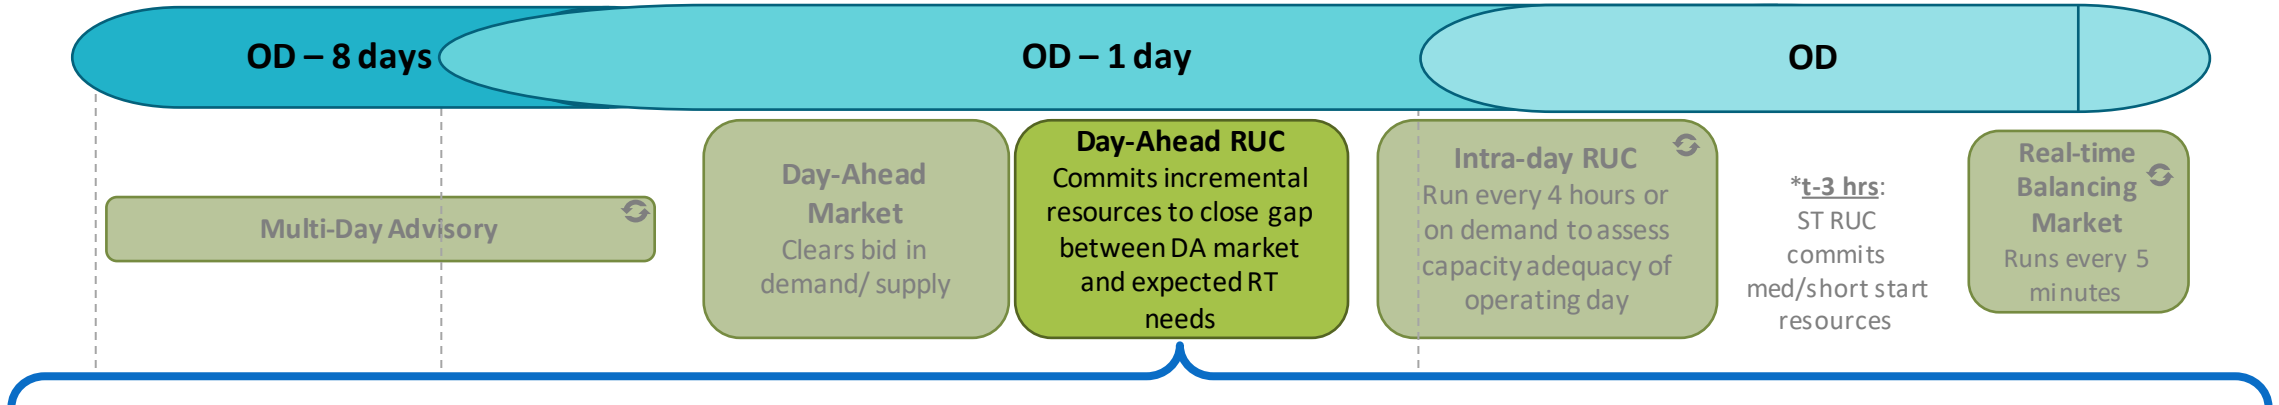 OD – 8 days
OD – 1 day
OD
Multi-Day Advisory
Day-Ahead
Market
Clears bid in
demand/ supply
Day-Ahead RUC
Commits incremental
resources to close gap
between DA market
and expected RT
needs
Intra-day RUC
Run every 4 hours or
on demand to assess
capacity adequacy of
operating day
*t-3 hrs:
ST RUC
commits
med/short start
resources
Real-time
Balancing
Market
Runs every 5
minutes